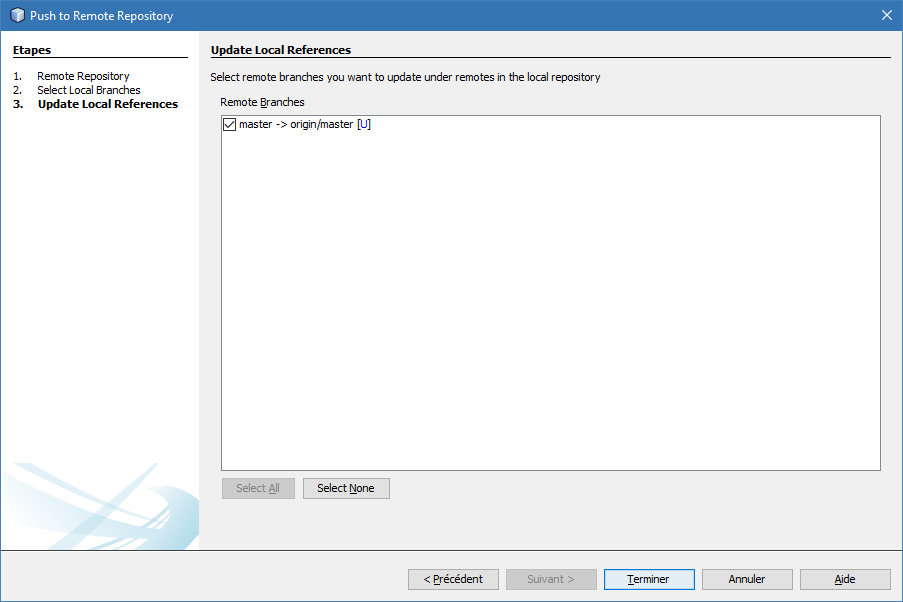 Push to Remote Repository
Etapes
1. Remote Repository
2. Select Local Branches
3. Update Local References
Update Local References
Select remote branches you want to update under remotes in the local repository
Remote Branches
master -> origin/master [U]
Select All
Select None
< Précédent
Suivant >
Terminer
Annuler
Aide